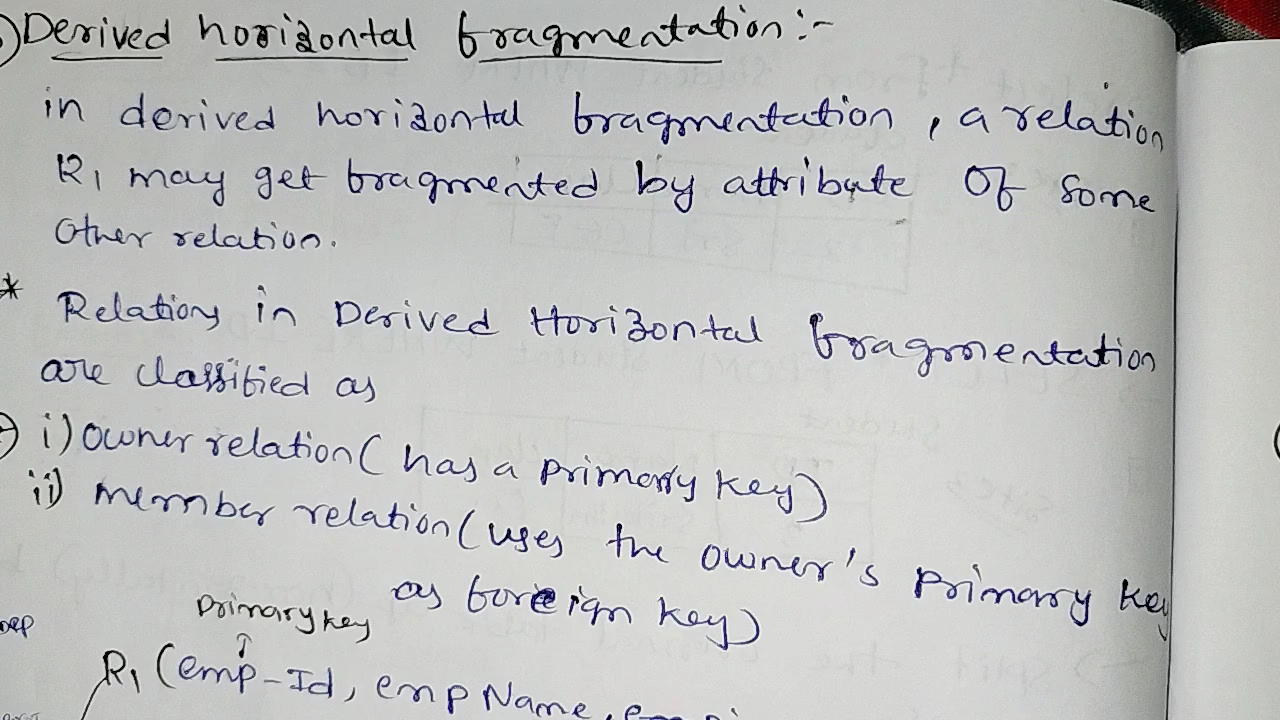 Derived horizontal fragmentation :-
in derived horizontal fragmentation, a relation
R1 may get fragmented by attribute of some
other relation.
* Relations in Derived Horizontal fragmentation
are classified as
i) owner relation ( has a primary key)
ii) member relation ( uses the owner's primary key
as foreign key)
primary key
R1 (emp-Id, emp Name,